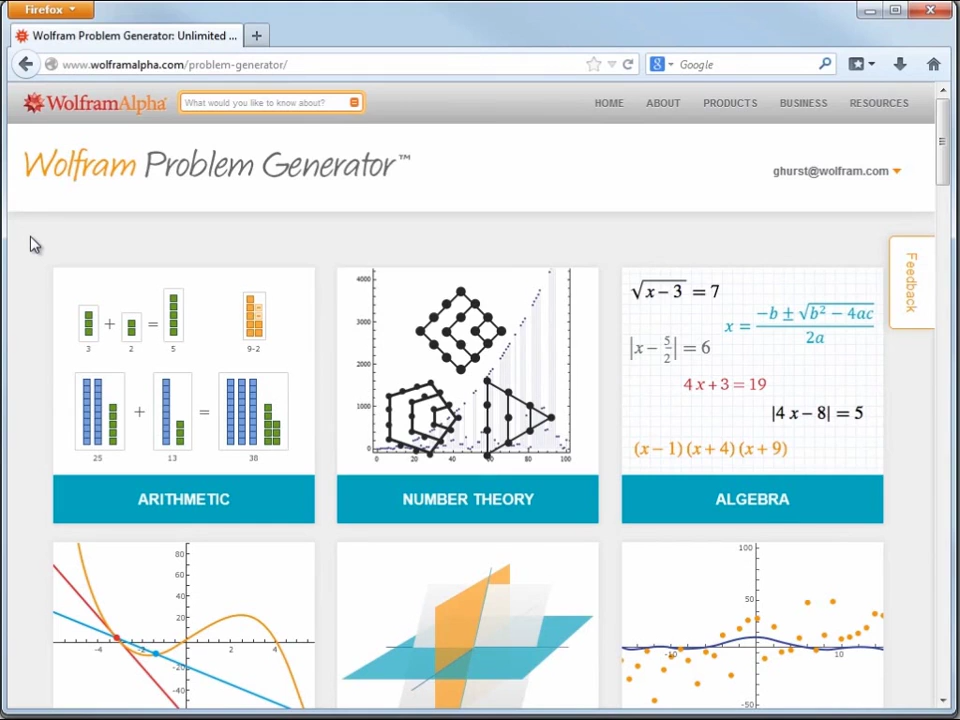 Firefox
Wolfram Problem Generator: Unlimited ...
www.wolframalpha.com/problem-generator/
Google
WolframAlpha
What would you like to know about?
HOME ABOUT PRODUCTS BUSINESS RESOURCES
Wolfram Problem Generator™
ghurst@wolfram.com
Feedback
3 + 2 = 5
9-2
25 + 13 = 38
4000
3000
2000
1000
0
0 20 40 60 80 100
√(x − 3) = 7
x = (−b ± √(b² − 4ac))/(2a)
|x − 5/2| = 6
4 x + 3 = 19
|4 x − 8| = 5
(x − 1) (x + 4) (x + 9)
ARITHMETIC
NUMBER THEORY
ALGEBRA
80
60
40
20
-4 -2 2 4
-20
-40
100
50
-10 10
-50